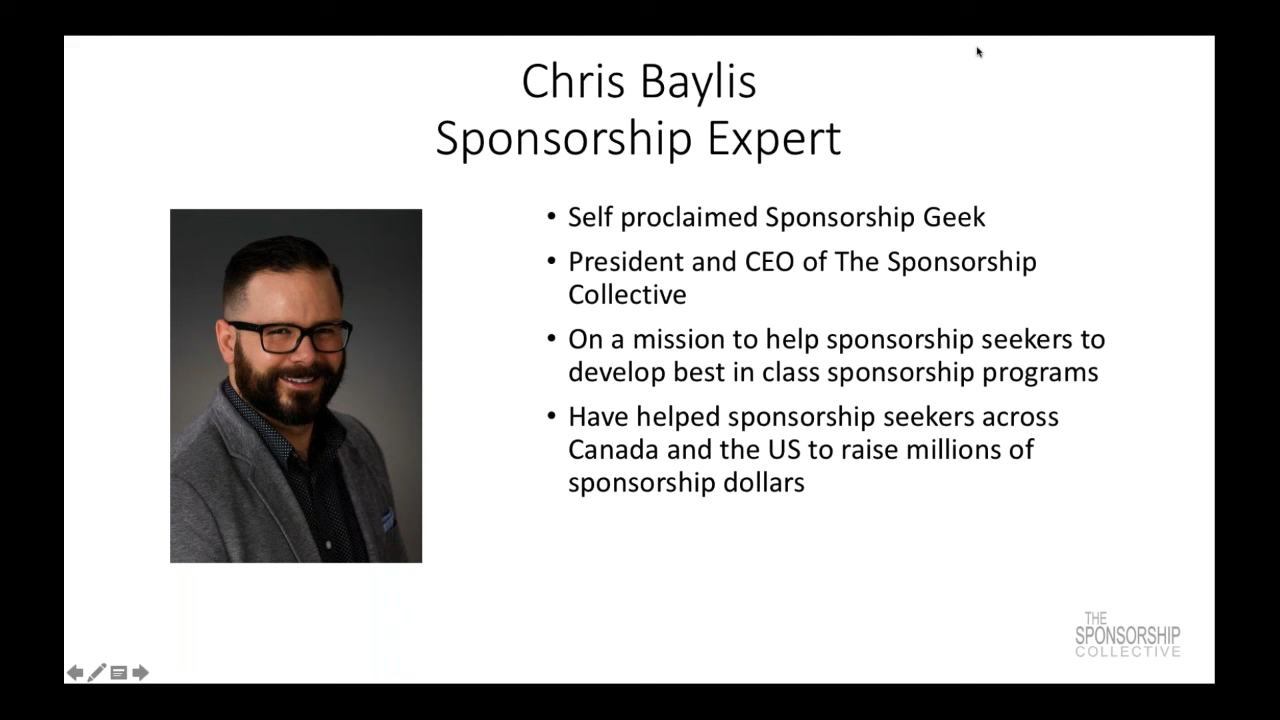 Chris Baylis
Sponsorship Expert
• Self proclaimed Sponsorship Geek
• President and CEO of The Sponsorship
Collective
• On a mission to help sponsorship seekers to
develop best in class sponsorship programs
• Have helped sponsorship seekers across
Canada and the US to raise millions of
sponsorship dollars
THE
SPONSORSHIP
COLLECTIVE